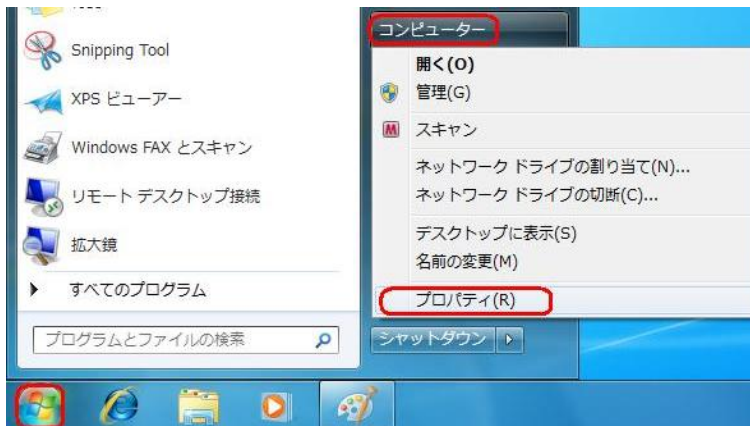 Snipping Tool
XPS ビューアー
Windows FAX とスキャン
リモート デスクトップ接続
拡大鏡
すべてのプログラム
プログラムとファイルの検索
コンピューター
開く(O)
管理(G)
スキャン
ネットワーク ドライブの割り当て(N)...
ネットワーク ドライブの切断(C)...
デスクトップに表示(S)
名前の変更(M)
プロパティ(R)
シャットダウン